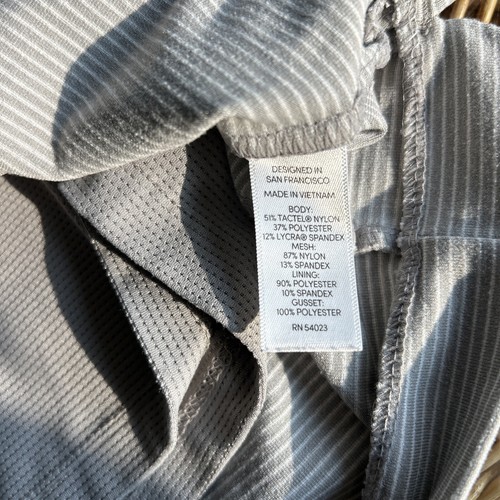 DESIGNED IN
SAN FRANCISCO
MADE IN VIETNAM
BODY:
51% TACTEL® NYLON
37% POLYESTER
12% LYCRA® SPANDEX
MESH:
87% NYLON
13% SPANDEX
LINING:
90% POLYESTER
10% SPANDEX
GUSSET:
100% POLYESTER
RN 54023